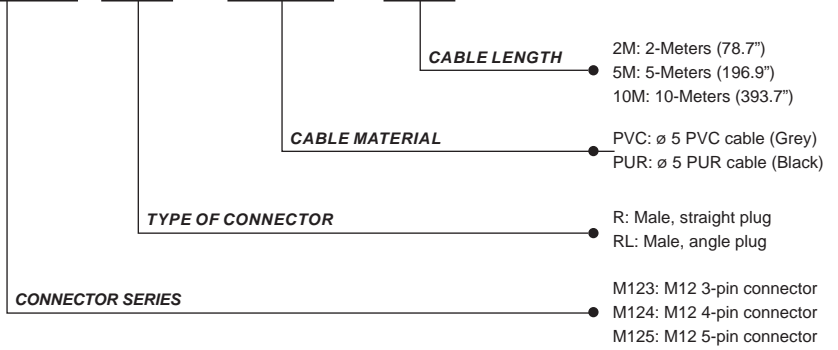 CABLE LENGTH
2M: 2-Meters (78.7”)
5M: 5-Meters (196.9”)
10M: 10-Meters (393.7”)
CABLE MATERIAL
PVC: ø 5 PVC cable (Grey)
PUR: ø 5 PUR cable (Black)
TYPE OF CONNECTOR
R: Male, straight plug
RL: Male, angle plug
CONNECTOR SERIES
M123: M12 3-pin connector
M124: M12 4-pin connector
M125: M12 5-pin connector